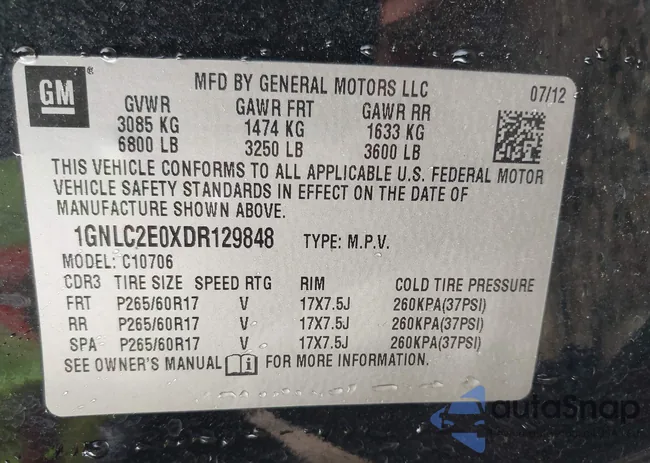 GM®
MFD BY GENERAL MOTORS LLC
07/12
GVWR GAWR FRT GAWR RR
3085 KG 1474 KG 1633 KG
6800 LB 3250 LB 3600 LB
THIS VEHICLE CONFORMS TO ALL APPLICABLE U.S. FEDERAL MOTOR
VEHICLE SAFETY STANDARDS IN EFFECT ON THE DATE OF
MANUFACTURE SHOWN ABOVE.
1GNLC2E0XDR129848 TYPE: M.P.V.
MODEL: C10706
CDR3 TIRE SIZE SPEED RTG RIM COLD TIRE PRESSURE
FRT P265/60R17 V 17X7.5J 260KPA(37PSI)
RR P265/60R17 V 17X7.5J 260KPA(37PSI)
SPA P265/60R17 V 17X7.5J 260KPA(37PSI)
SEE OWNER'S MANUAL i FOR MORE INFORMATION.
autoSnap